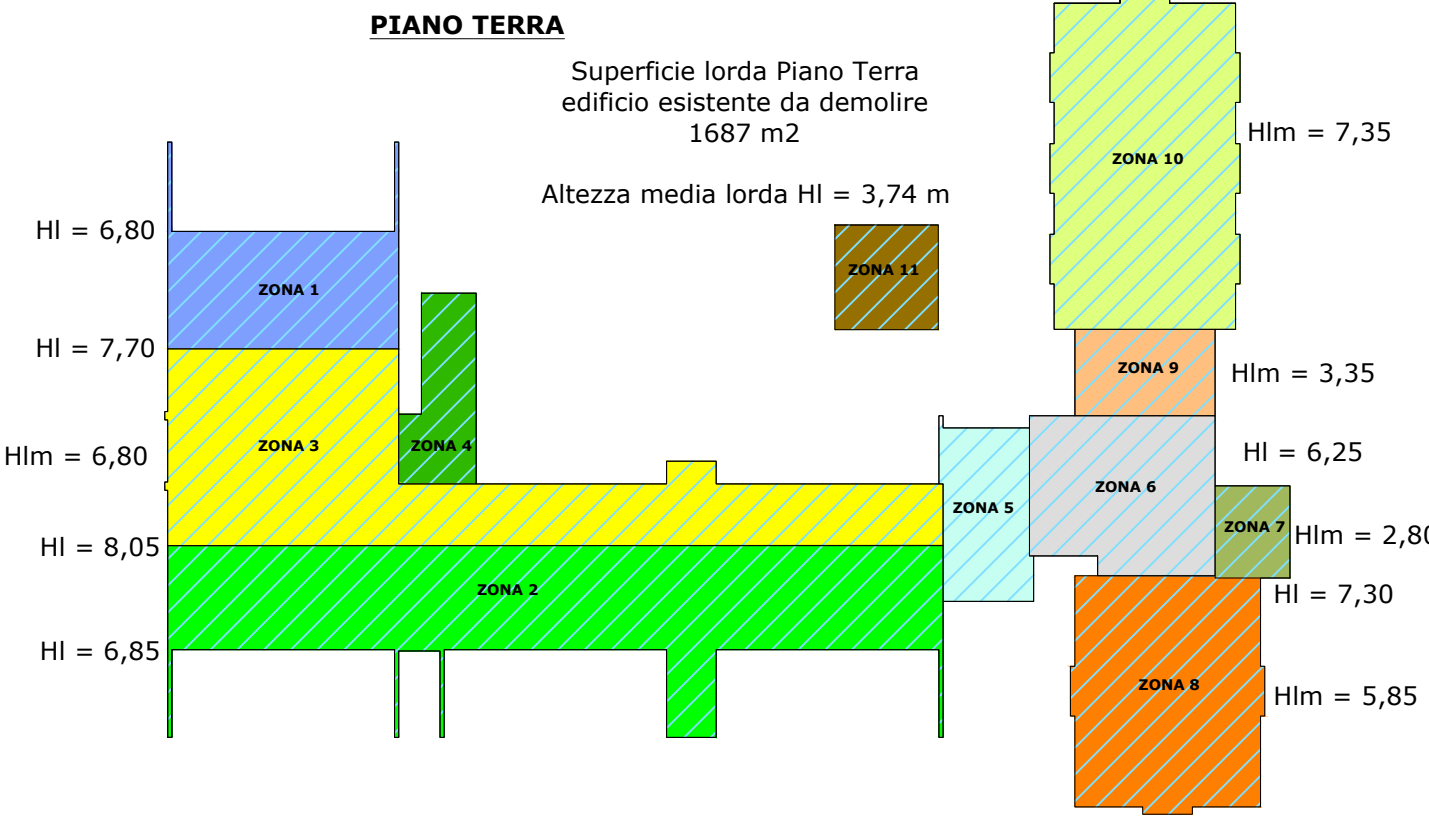 PIANO TERRA
Superficie lorda Piano Terra
edificio esistente da demolire
1687 m2
Altezza media lorda Hl = 3,74 m
Hlm = 7,35
ZONA 10
Hl = 6,80
ZONA 11
ZONA 1
Hl = 7,70
ZONA 9
Hlm = 3,35
ZONA 3
ZONA 4
Hlm = 6,80
Hl = 6,25
ZONA 6
ZONA 5
ZONA 7
Hlm = 2,80
Hl = 8,05
ZONA 2
Hl = 7,30
Hl = 6,85
ZONA 8
Hlm = 5,85